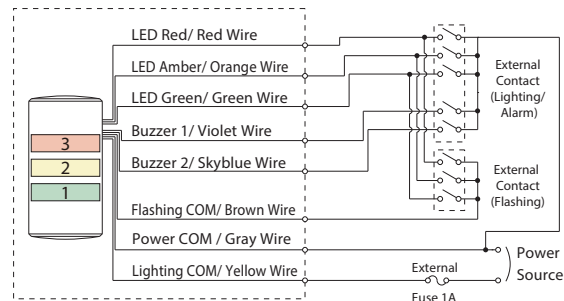 LED Red/ Red Wire
LED Amber/ Orange Wire
LED Green/ Green Wire
Buzzer 1/ Violet Wire
Buzzer 2/ Skyblue Wire
Flashing COM/ Brown Wire
Power COM / Gray Wire
Lighting COM/ Yellow Wire
3
2
1
External
Contact
(Lighting/
Alarm)
External
Contact
(Flashing)
Power
Source
External
Fuse 1A